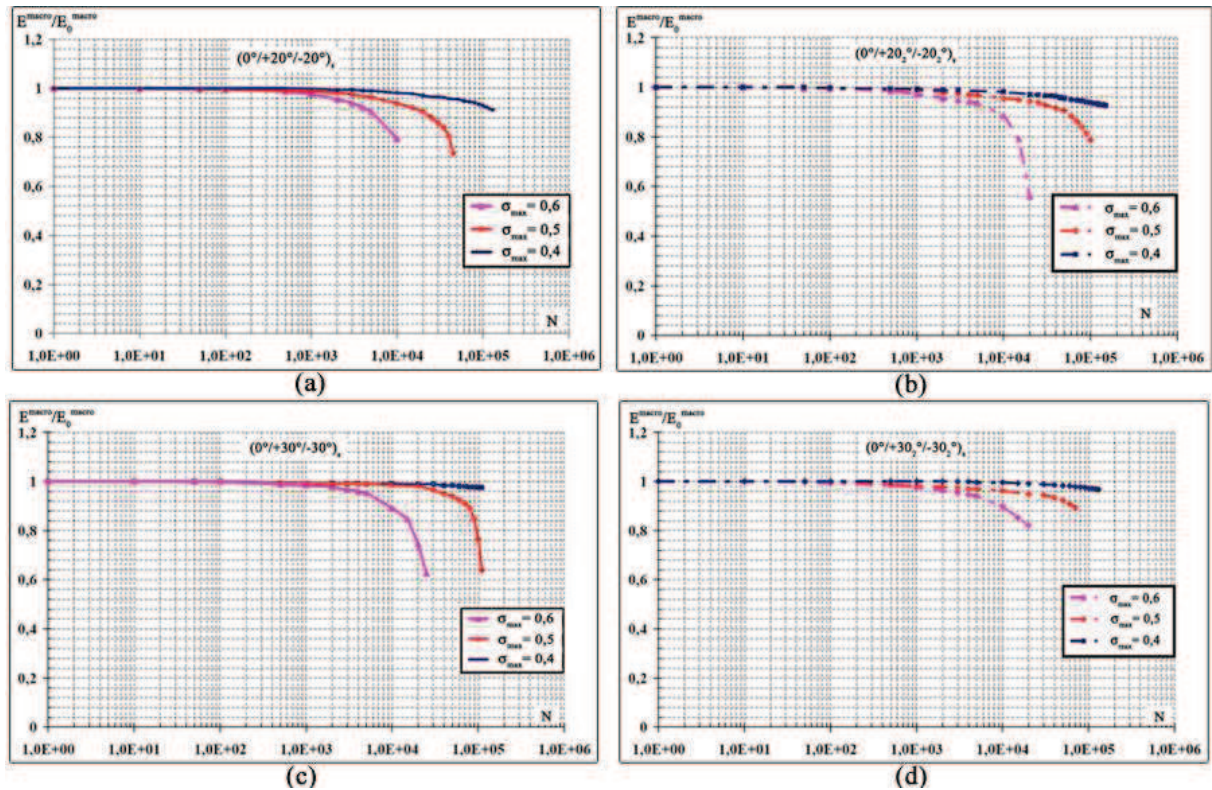 E^macro/E₀^macro
1,2
(0°/+20°/-20°)ₛ
1
0,8
0,6
σmax = 0,6
σmax = 0,5
σmax = 0,4
0,4
0,2
N
0
1,0E+00 1,0E+01 1,0E+02 1,0E+03 1,0E+04 1,0E+05 1,0E+06
(a)
E^macro/E₀^macro
1,2
(0°/+20₂°/-20₂°)ₛ
1
0,8
0,6
σmax = 0,6
σmax = 0,5
σmax = 0,4
0,4
0,2
N
0
1,0E+00 1,0E+01 1,0E+02 1,0E+03 1,0E+04 1,0E+05 1,0E+06
(b)
E^macro/E₀^macro
1,2
(0°/+30°/-30°)ₛ
1
0,8
0,6
0,4
σmax = 0,6
σmax = 0,5
σmax = 0,4
0,2
N
0
1,0E+00 1,0E+01 1,0E+02 1,0E+03 1,0E+04 1,0E+05 1,0E+06
(c)
E^macro/E₀^macro
1,2
(0°/+30₂°/-30₂°)ₛ
1
0,8
0,6
σmax = 0,6
σmax = 0,5
σmax = 0,4
0,4
0,2
N
0
1,0E+00 1,0E+01 1,0E+02 1,0E+03 1,0E+04 1,0E+05 1,0E+06
(d)